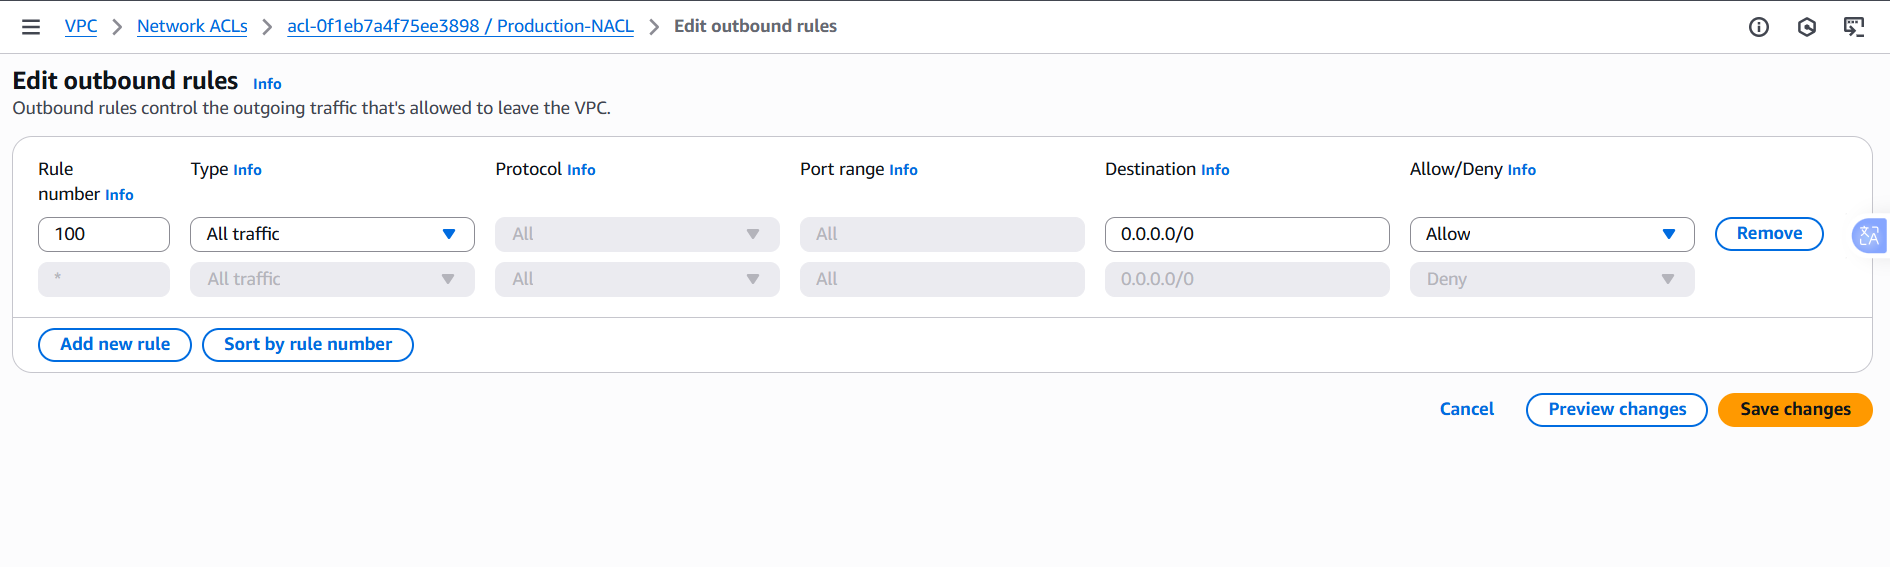 VPC > Network ACLs > acl-0f1eb7a4f75ee3898 / Production-NACL > Edit outbound rules
Edit outbound rules Info
Outbound rules control the outgoing traffic that's allowed to leave the VPC.
Rule number Info Type Info Protocol Info Port range Info Destination Info Allow/Deny Info
100 All traffic All All 0.0.0.0/0 Allow Remove
* All traffic All All 0.0.0.0/0 Deny
Add new rule Sort by rule number
Cancel Preview changes Save changes